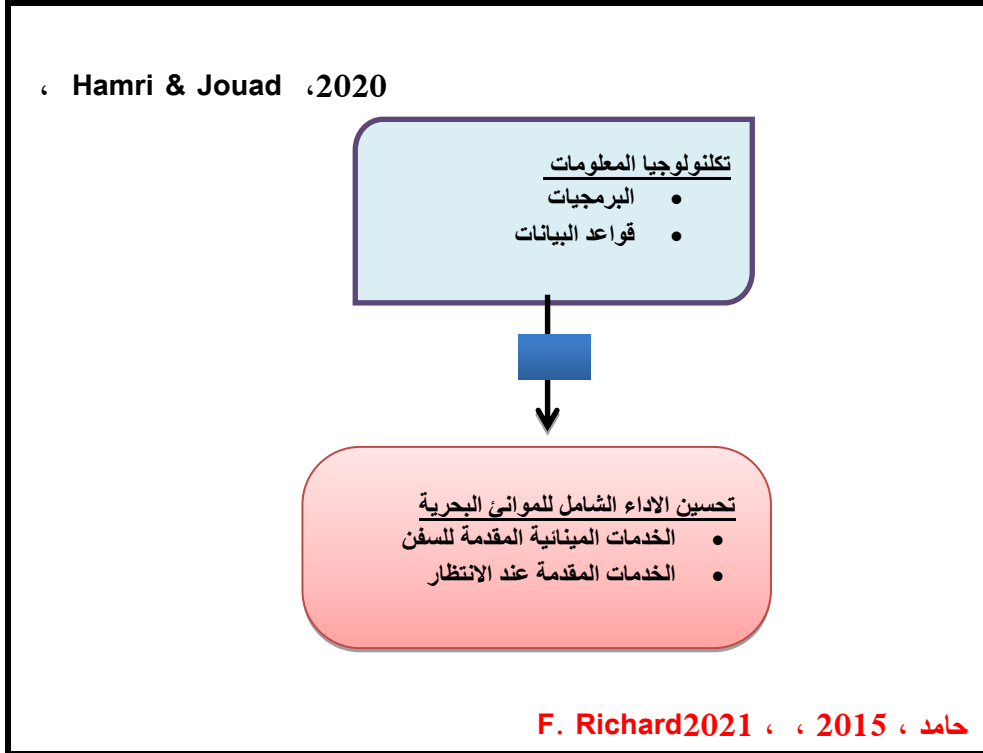 ، Hamri & Jouad ،2020
تكلنولوجيا المعلومات
• البرمجيات
• قواعد البيانات
تحسين الاداء الشامل للموانئ البحرية
• الخدمات المينائية المقدمة للسفن
• الخدمات المقدمة عند الانتظار
حامد ، 2015 ، ، F. Richard2021